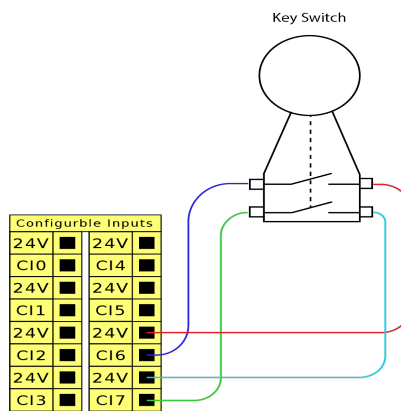 Key Switch
Configurble Inputs
24V 24V
CI0 CI4
24V 24V
CI1 CI5
24V 24V
CI2 CI6
24V 24V
CI3 CI7